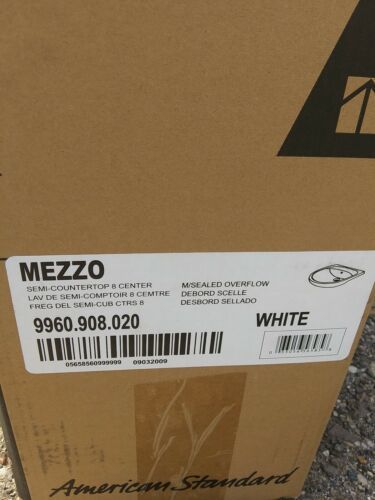 MEZZO
SEMI-COUNTERTOP 8 CENTER M/SEALED OVERFLOW
LAV DE SEMI-COMPTOIR 8 CEMTRE DEBORD SCELLE
FREG DEL SEMI-CUB CTRS 8 DESBORD SELLADO
9960.908.020 WHITE
05658560999999 09032009
American Standard